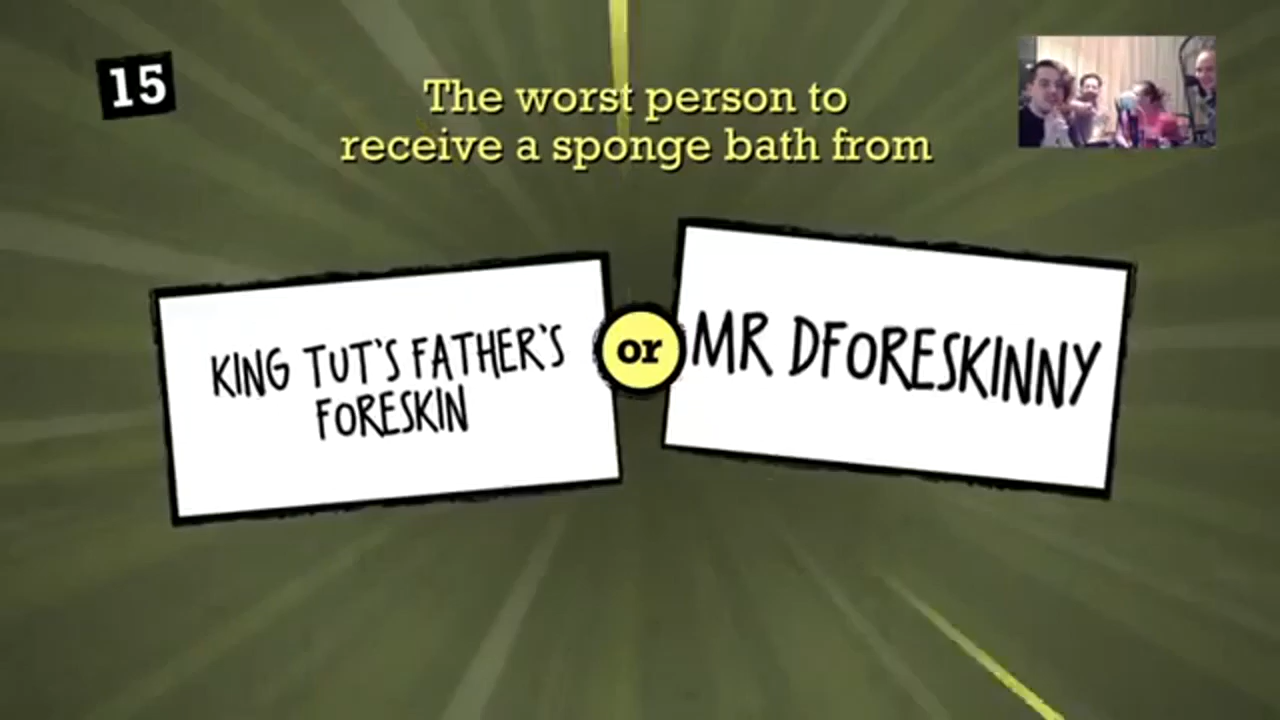 15
The worst person to
receive a sponge bath from
KING TUT'S FATHER'S
FORESKIN
or
MR DFORESKINNY